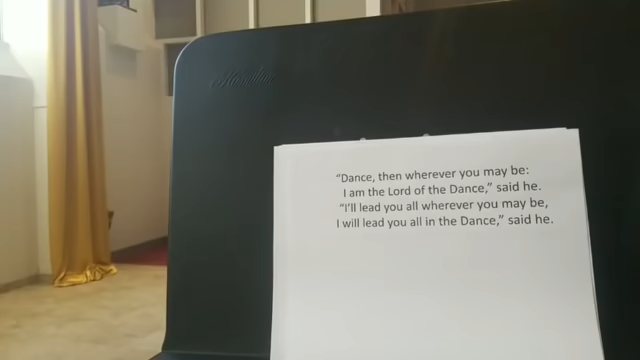 Hamilton
“Dance, then wherever you may be:
I am the Lord of the Dance,” said he.
“I’ll lead you all wherever you may be,
I will lead you all in the Dance,” said he.